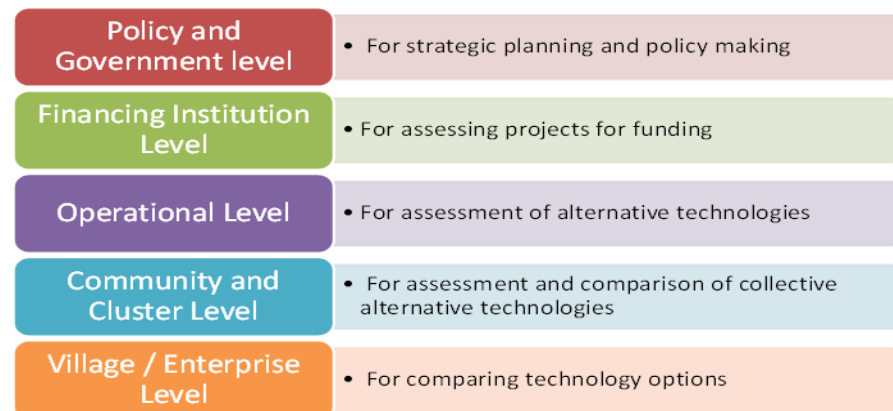 Policy and
Government level
• For strategic planning and policy making
Financing Institution
Level
• For assessing projects for funding
Operational Level
• For assessment of alternative technologies
Community and
Cluster Level
• For assessment and comparison of collective
alternative technologies
Village / Enterprise
Level
• For comparing technology options